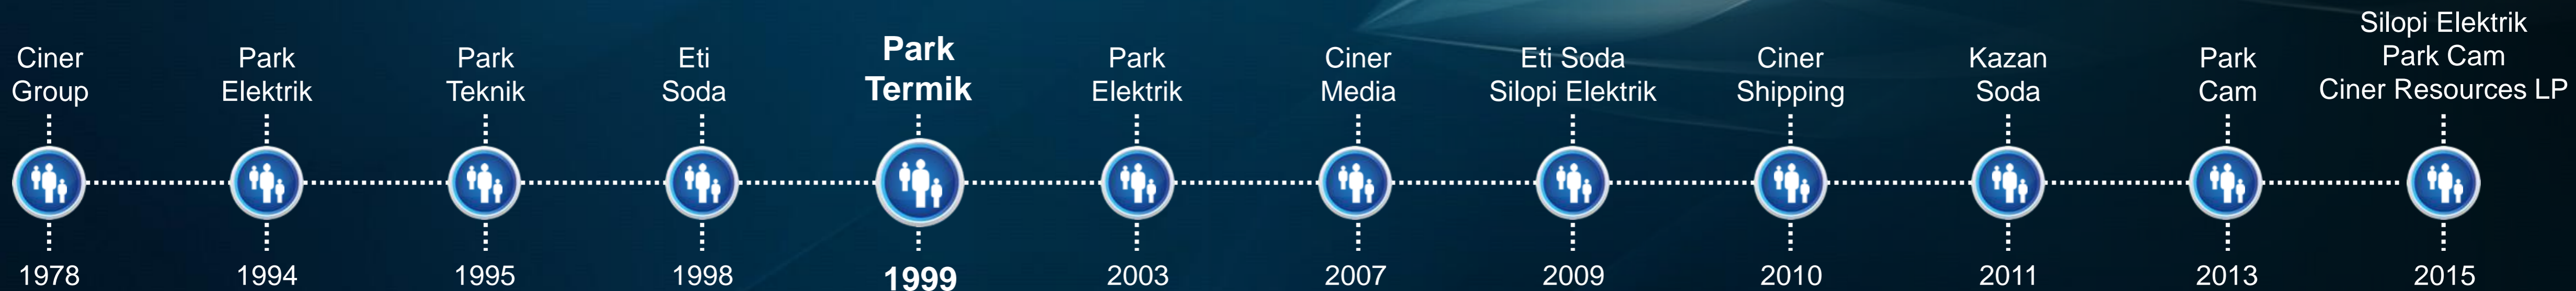 Ciner
Group
1978
Park
Elektrik
1994
Park
Teknik
1995
Eti
Soda
1998
Park
Termik
1999
Park
Elektrik
2003
Ciner
Media
2007
Eti Soda
Silopi Elektrik
2009
Ciner
Shipping
2010
Kazan
Soda
2011
Park
Cam
2013
Silopi Elektrik
Park Cam
Ciner Resources LP
2015